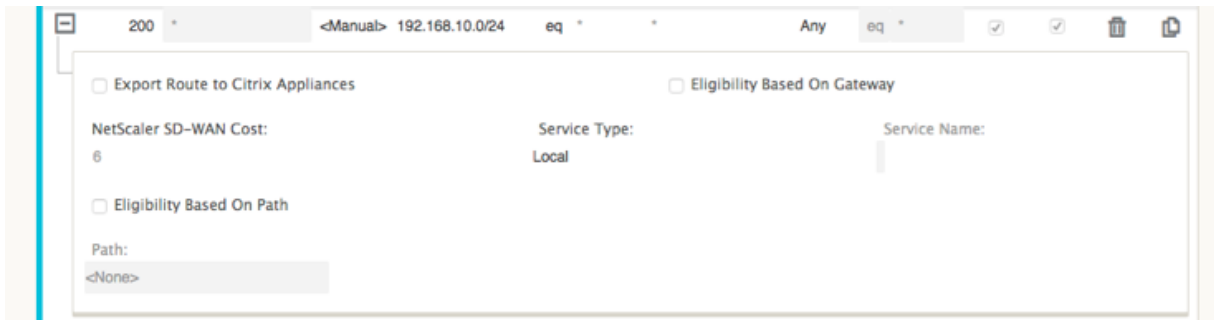 200 * <Manual> 192.168.10.0/24 eq * * Any eq *
Export Route to Citrix Appliances Eligibility Based On Gateway
NetScaler SD-WAN Cost: Service Type: Service Name:
6 Local
Eligibility Based On Path
Path:
<None>